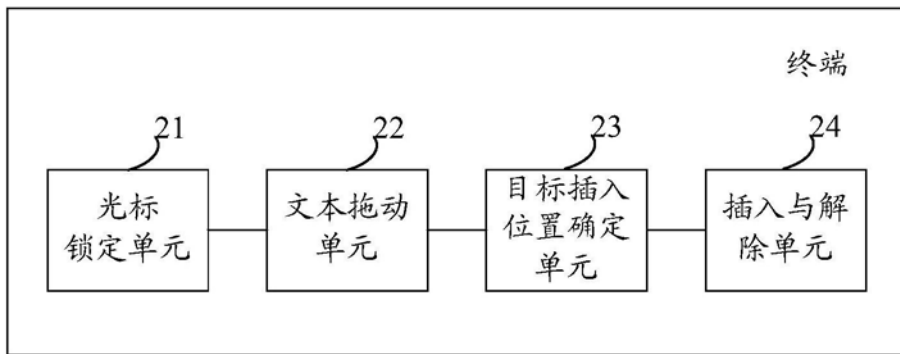 终端
21
22
23
24
光标
锁定单元
文本拖动
单元
目标插入
位置确定
单元
插入与解
除单元